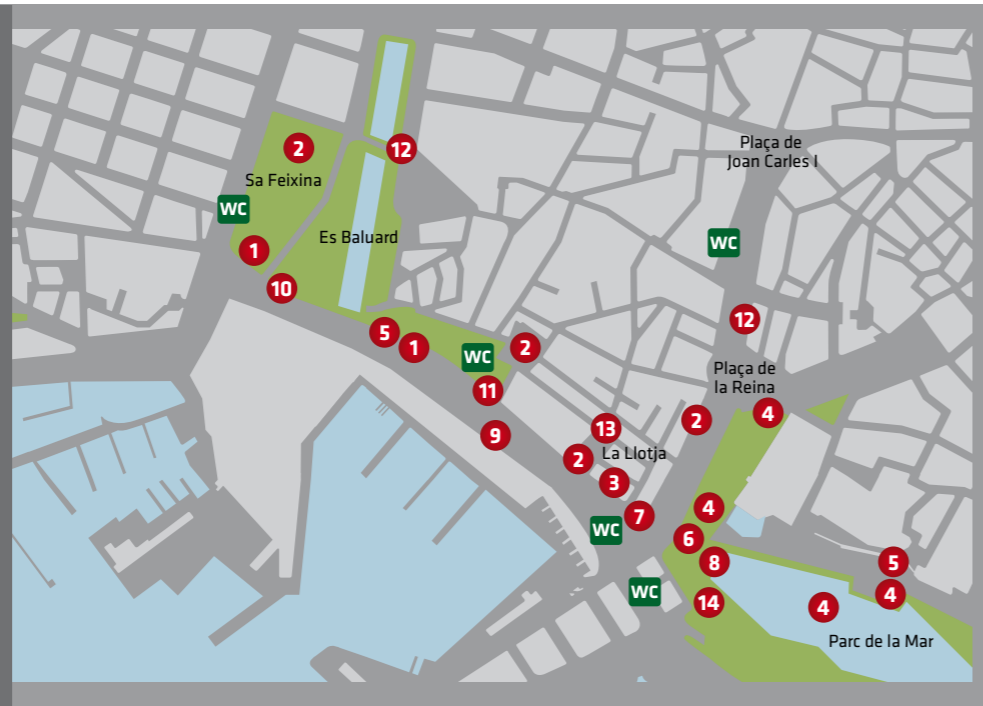 Plaça de
Joan Carles I
2
12
Sa Feixina
WC
Es Baluard
WC
1
10
12
5
1
WC
2
Plaça de
la Reina
11
4
2
13
9
2
La Llotja
3
4
7
WC
6
8
5
WC
4
14
4
Parc de la Mar